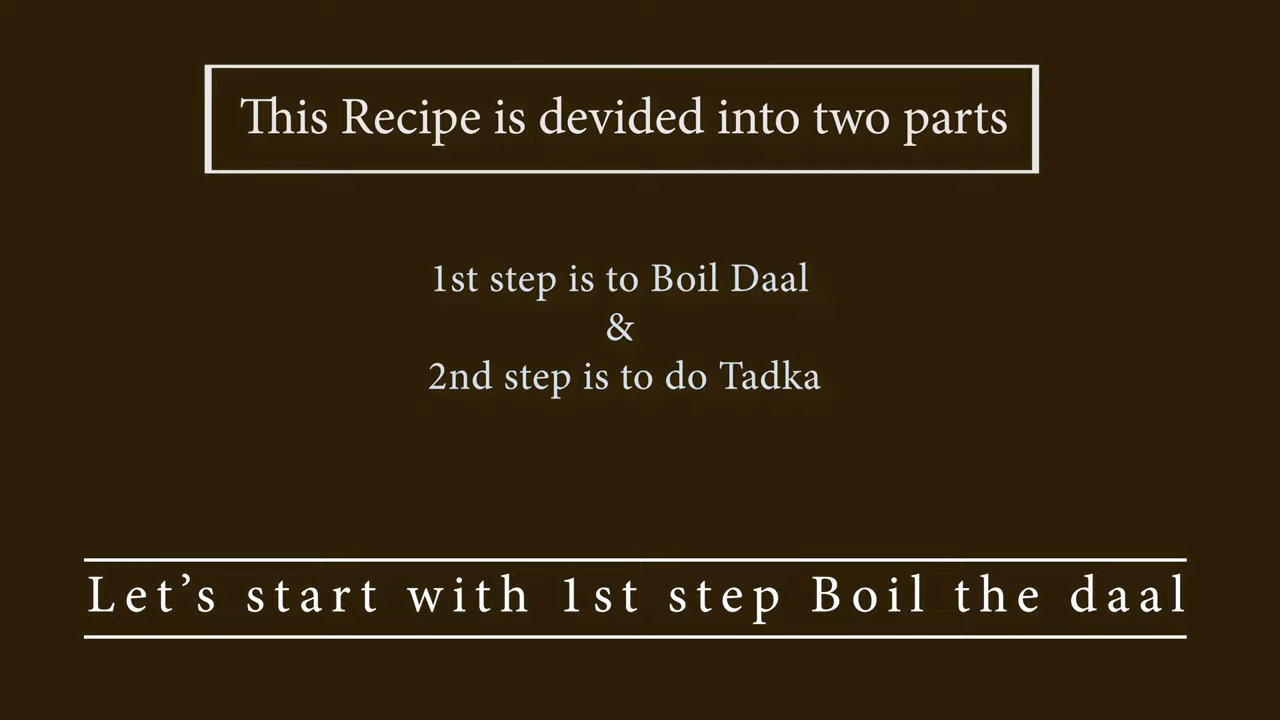 This Recipe is devided into two parts
1st step is to Boil Daal
&
2nd step is to do Tadka
Let’s start with 1st step Boil the daal